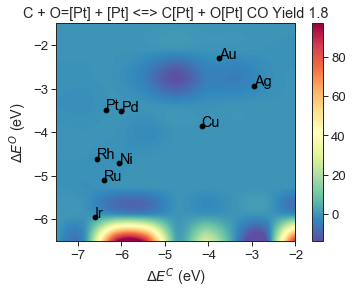 C + O=[Pt] + [Pt] <=> C[Pt] + O[Pt] CO Yield 1.8
ΔE^O (eV)
−2
−3
−4
−5
−6
Au
Ag
Pt
Pd
Cu
Rh
Ni
Ru
Ir
−7
−6
−5
−4
−3
−2
ΔE^C (eV)
80
60
40
20
0